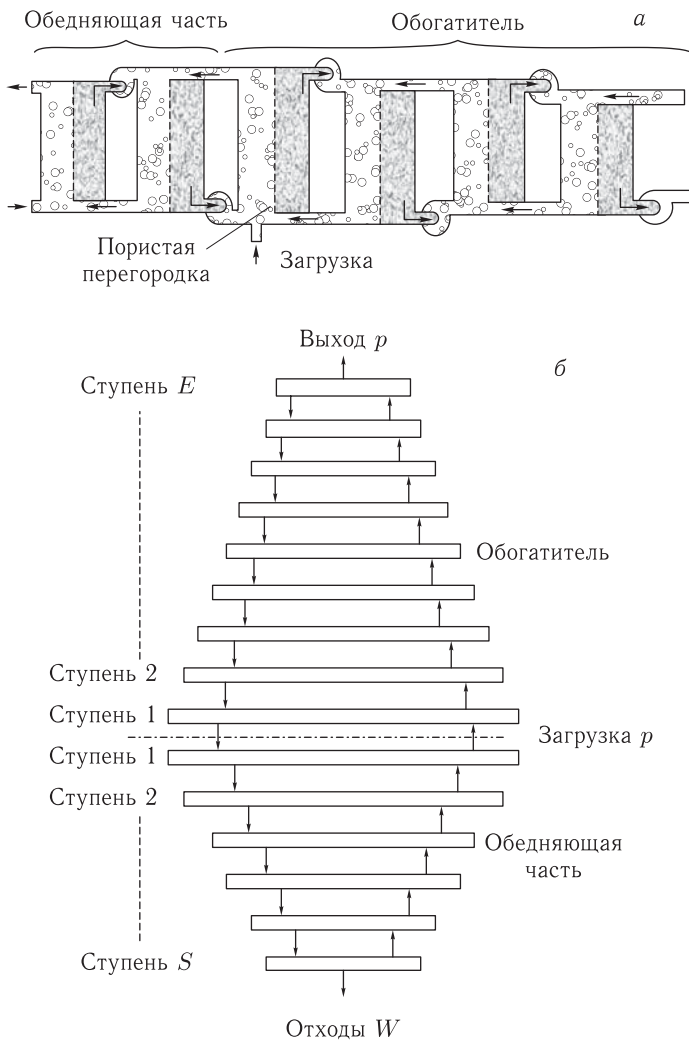 Обедняющая часть
Обогатитель
а
Пористая
перегородка
Загрузка
Выход p
б
Ступень E
Обогатитель
Ступень 2
Ступень 1
Загрузка p
Ступень 1
Ступень 2
Обедняющая
часть
Ступень S
Отходы W